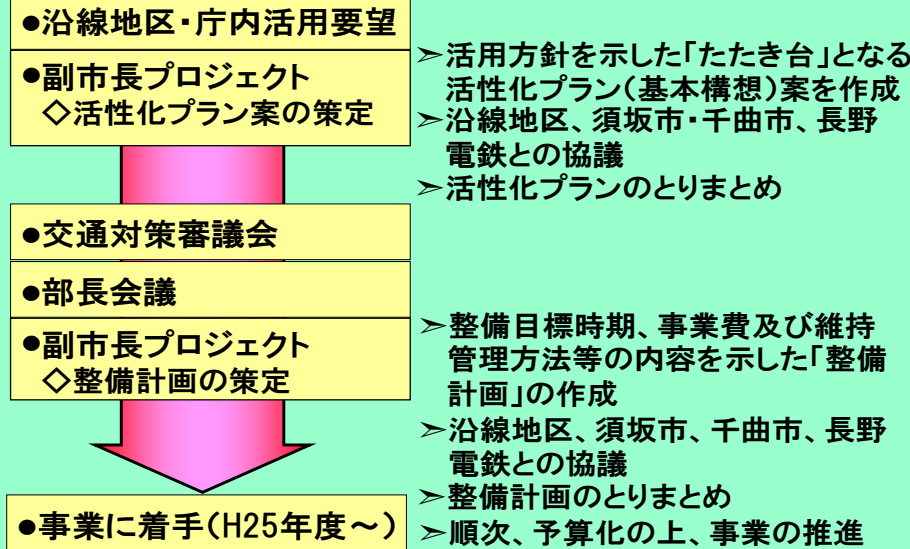 ●沿線地区・庁内活用要望
●副市長プロジェクト
◇活性化プラン案の策定
➢活用方針を示した「たたき台」となる
活性化プラン(基本構想)案を作成
➢沿線地区、須坂市・千曲市、長野
電鉄との協議
➢活性化プランのとりまとめ
●交通対策審議会
●部長会議
●副市長プロジェクト
◇整備計画の策定
➢整備目標時期、事業費及び維持
管理方法等の内容を示した「整備
計画」の作成
➢沿線地区、須坂市、千曲市、長野
電鉄との協議
➢整備計画のとりまとめ
●事業に着手(H25年度~)
➢順次、予算化の上、事業の推進